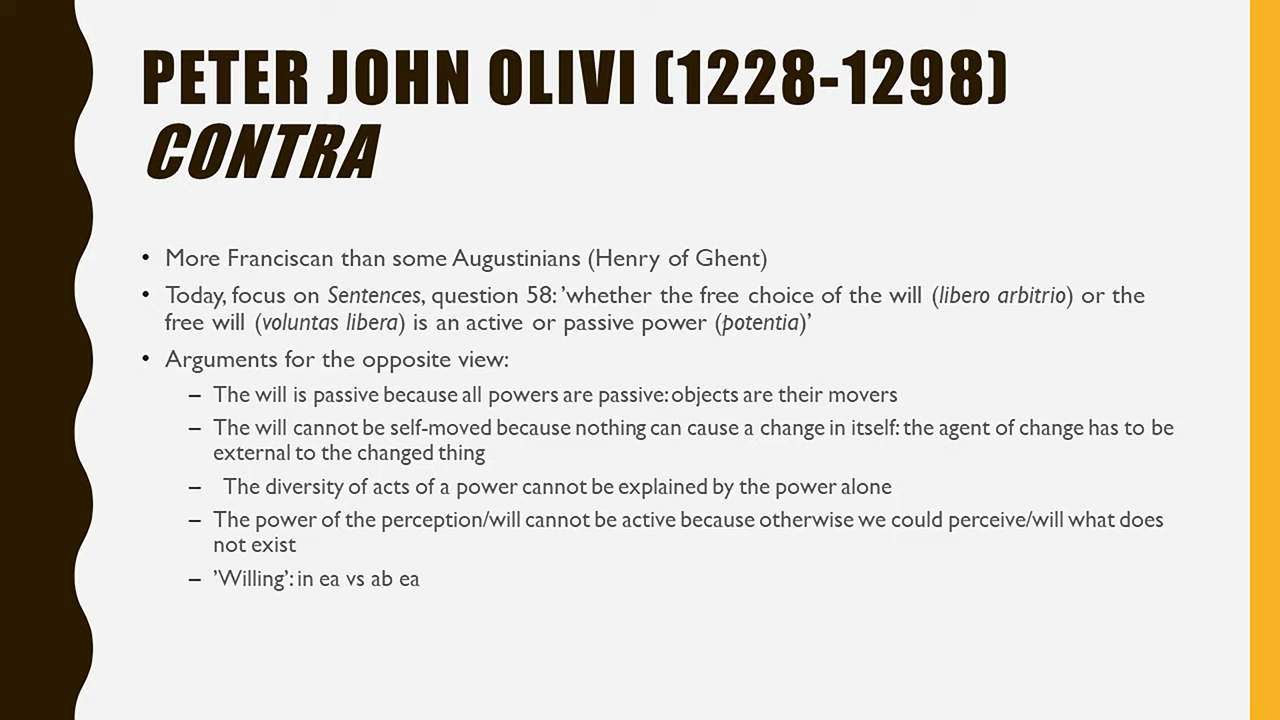 PETER JOHN OLIVI (1228-1298)
CONTRA
• More Franciscan than some Augustinians (Henry of Ghent)
• Today, focus on Sentences, question 58: ’whether the free choice of the will (libero arbitrio) or the
free will (voluntas libera) is an active or passive power (potentia)’
• Arguments for the opposite view:
– The will is passive because all powers are passive: objects are their movers
– The will cannot be self-moved because nothing can cause a change in itself: the agent of change has to be
external to the changed thing
– The diversity of acts of a power cannot be explained by the power alone
– The power of the perception/will cannot be active because otherwise we could perceive/will what does
not exist
– ’Willing’: in ea vs ab ea